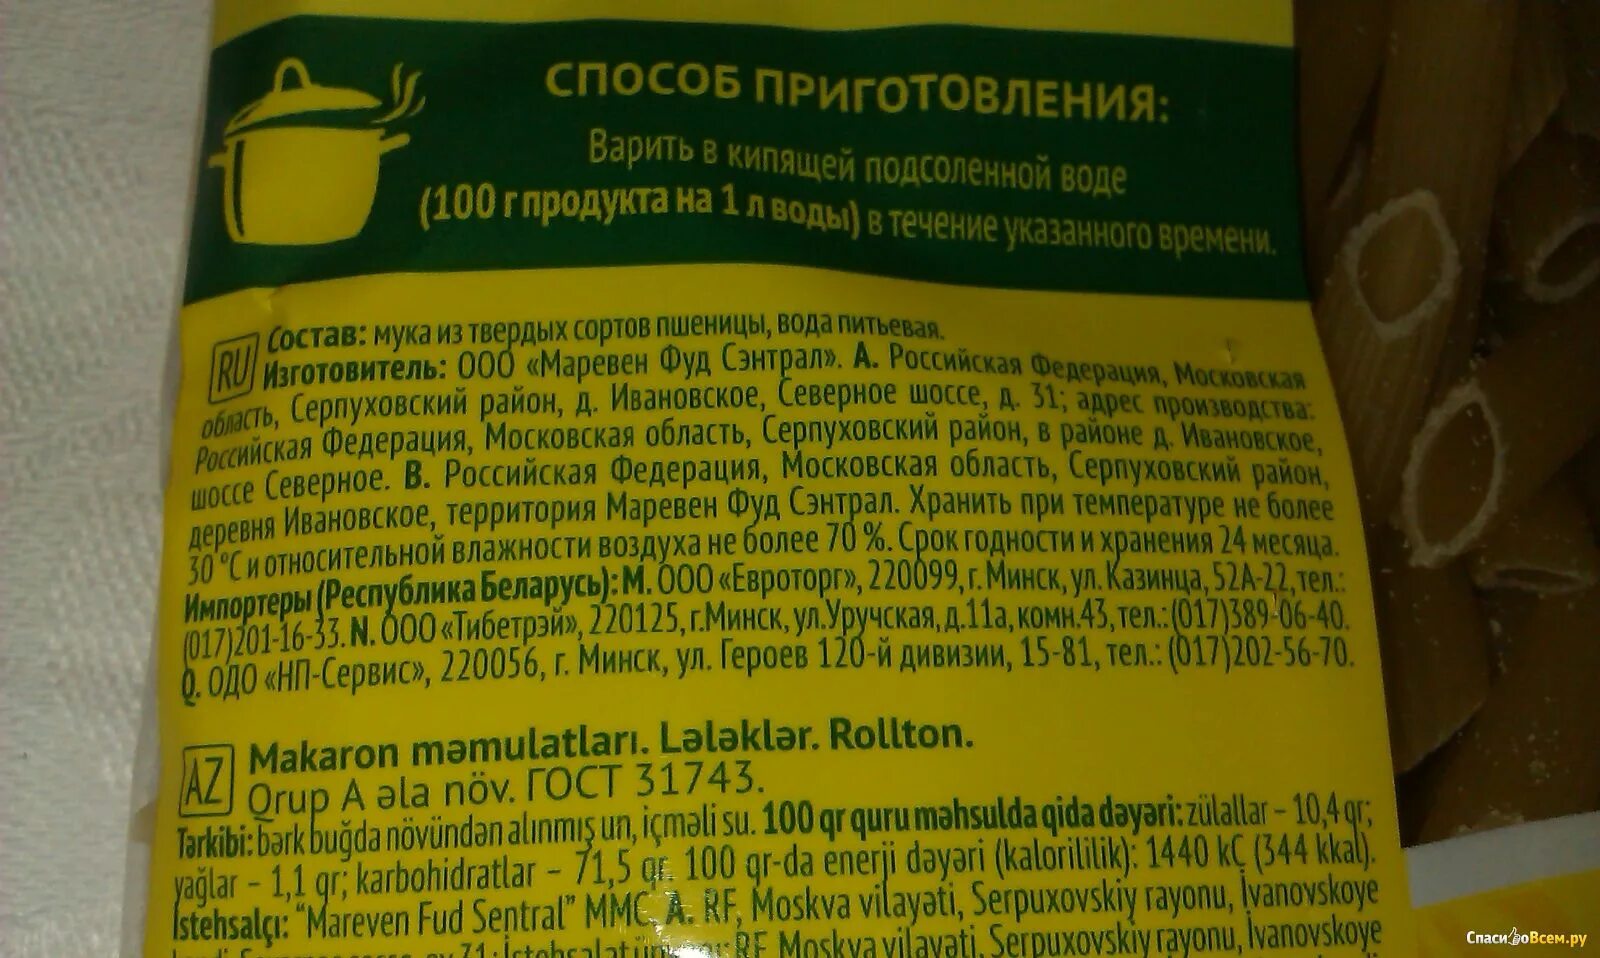 СПОСОБ ПРИГОТОВЛЕНИЯ:
Варить в кипящей подсоленной воде
(100 г продукта на 1 л воды) в течение указанного времени.
RU
Состав: мука из твердых сортов пшеницы, вода питьевая.
Изготовитель: ООО «Маревен Фуд Сэнтрал». А. Российская Федерация, Московская
область, Серпуховский район, д. Ивановское, Северное шоссе, д. 31; адрес производства:
Российская Федерация, Московская область, Серпуховский район, в районе д. Ивановское,
шоссе Северное. В. Российская Федерация, Московская область, Серпуховский район,
деревня Ивановское, территория Маревен Фуд Сэнтрал. Хранить при температуре не более
30 °С и относительной влажности воздуха не более 70 %. Срок годности и хранения 24 месяца.
Импортеры (Республика Беларусь): М. ООО «Евроторг», 220099, г. Минск, ул. Казинца, 52А-22, тел.:
(017)201-16-33. N. ООО «Тибетрэй», 220125, г.Минск, ул.Уручская, д.11а, комн.43, тел.: (017)389-06-40.
Q. ОДО «НП-Сервис», 220056, г. Минск, ул. Героев 120-й дивизии, 15-81, тел.: (017)202-56-70.
AZ
Makaron məmulatları. Lələklər. Rollton.
Qrup A əla növ. ГОСТ 31743.
Tərkibi: bərk buğda növündən alınmış un, içməli su. 100 qr quru məhsulda qida dəyəri: zülallar – 10,4 qr;
yağlar – 1,1 qr; karbohidratlar – 71,5 qr. 100 qr-da enerji dəyəri (kalorililik): 1440 kC (344 kkal).
İstehsalçı: "Mareven Fud Sentral" MMC, A. RF, Moskva vilayəti, Serpuxovskiy rayonu, İvanovskoye
RF, Moskva vilayəti, Serpuxovskiy rayonu, İvanovskoye
СпасибоВсем.ру